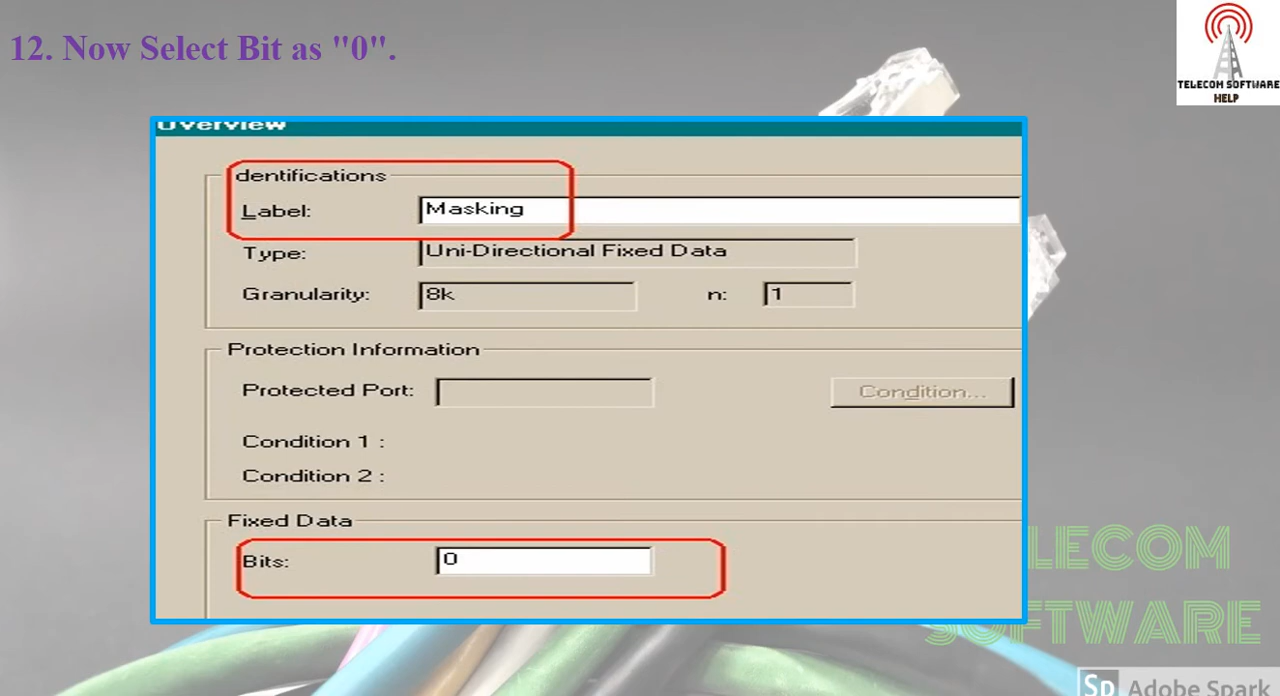 12. Now Select Bit as "0".
TELECOM SOFTWARE
HELP
Overview
dentifications
Label: Masking
Type: Uni-Directional Fixed Data
Granularity: 8k n: 1
Protection Information
Protected Port: Condition...
Condition 1 :
Condition 2 :
Fixed Data
Bits: 0
LECOM
SOFTWARE
Sp Adobe Spark